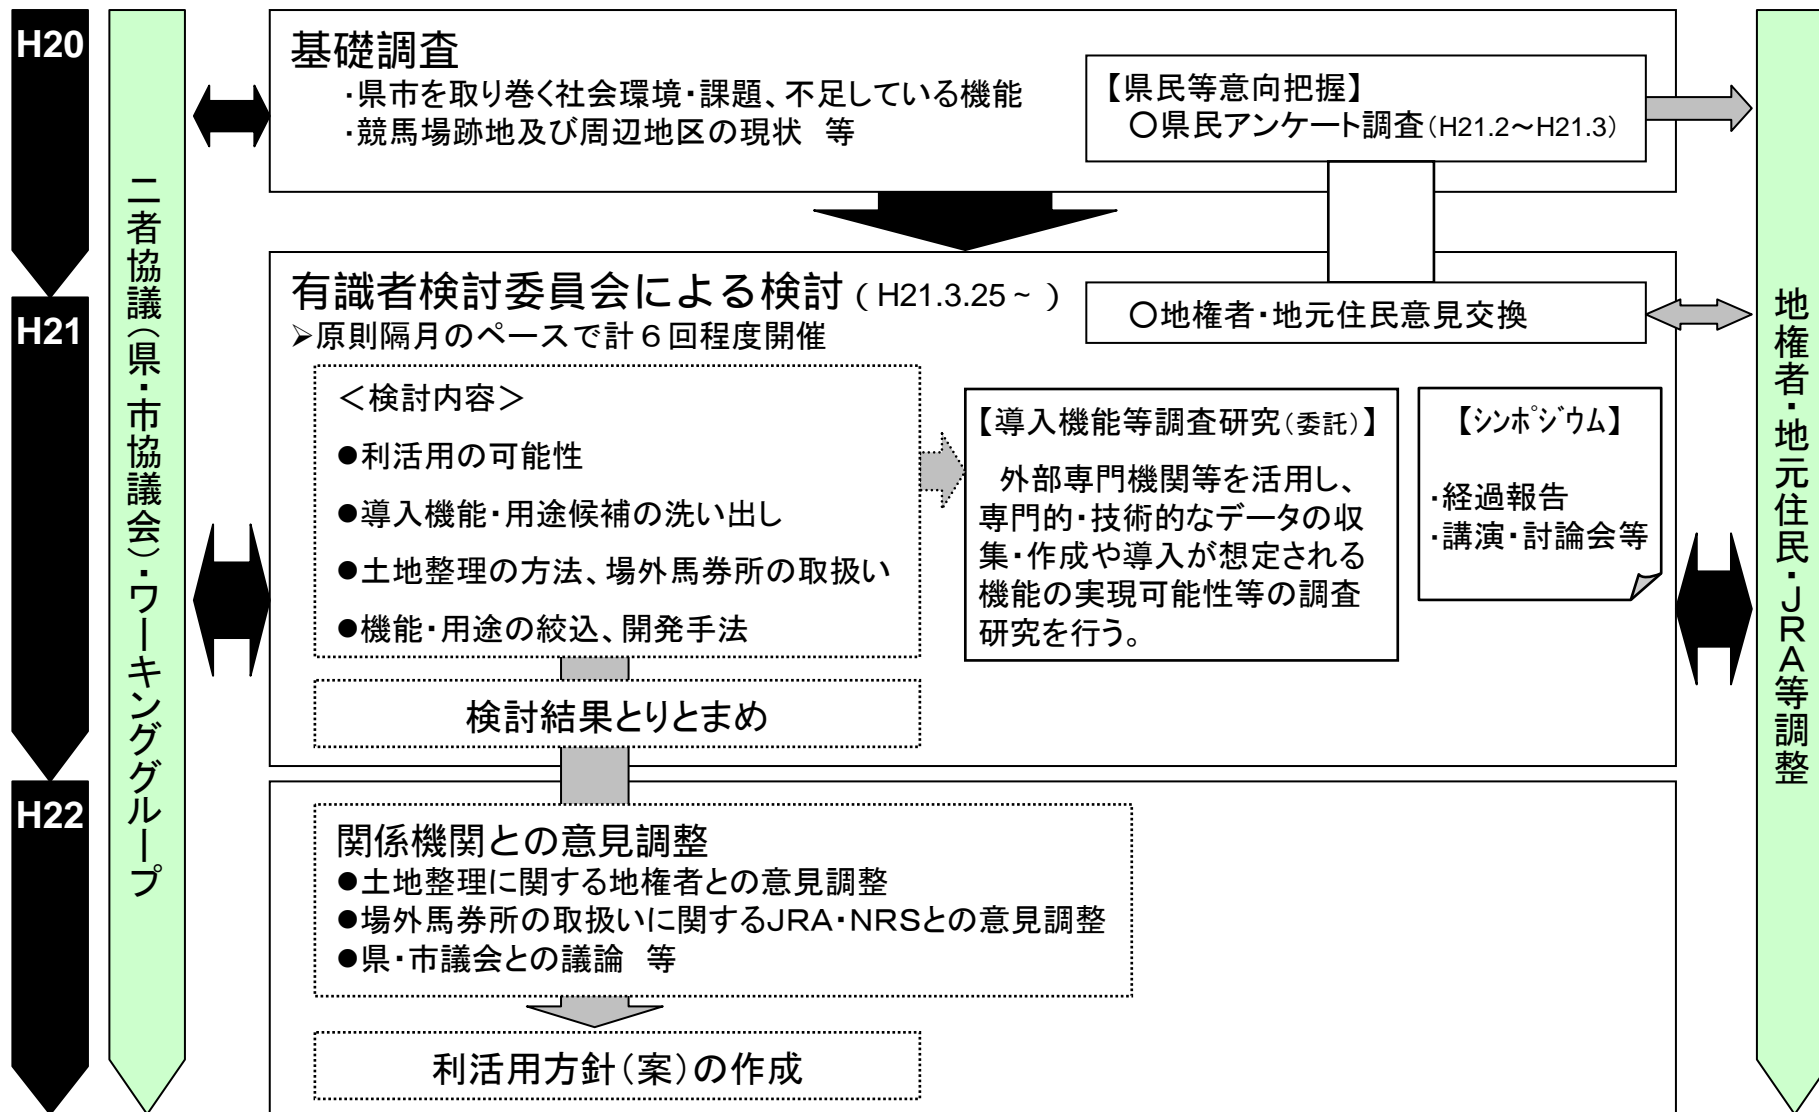 H20
基礎調査
・県市を取り巻く社会環境・課題、不足している機能
・競馬場跡地及び周辺地区の現状　等
【県民等意向把握】
○県民アンケート調査（H21.2～H21.3）
二者協議（県・市協議会）・ワーキンググループ
H21
有識者検討委員会による検討（H21.3.25～）
➢原則隔月のペースで計６回程度開催
○地権者・地元住民意見交換
＜検討内容＞
●利活用の可能性
●導入機能・用途候補の洗い出し
●土地整理の方法、場外馬券所の取扱い
●機能・用途の絞込、開発手法
【導入機能等調査研究（委託）】
外部専門機関等を活用し、
専門的・技術的なデータの収
集・作成や導入が想定される
機能の実現可能性等の調査
研究を行う。
【ｼﾝﾎﾟｼﾞｳﾑ】
・経過報告
・講演・討論会等
地権者・地元住民・ＪＲＡ等調整
検討結果とりとまめ
H22
関係機関との意見調整
●土地整理に関する地権者との意見調整
●場外馬券所の取扱いに関するJRA・NRSとの意見調整
●県・市議会との議論　等
利活用方針（案）の作成